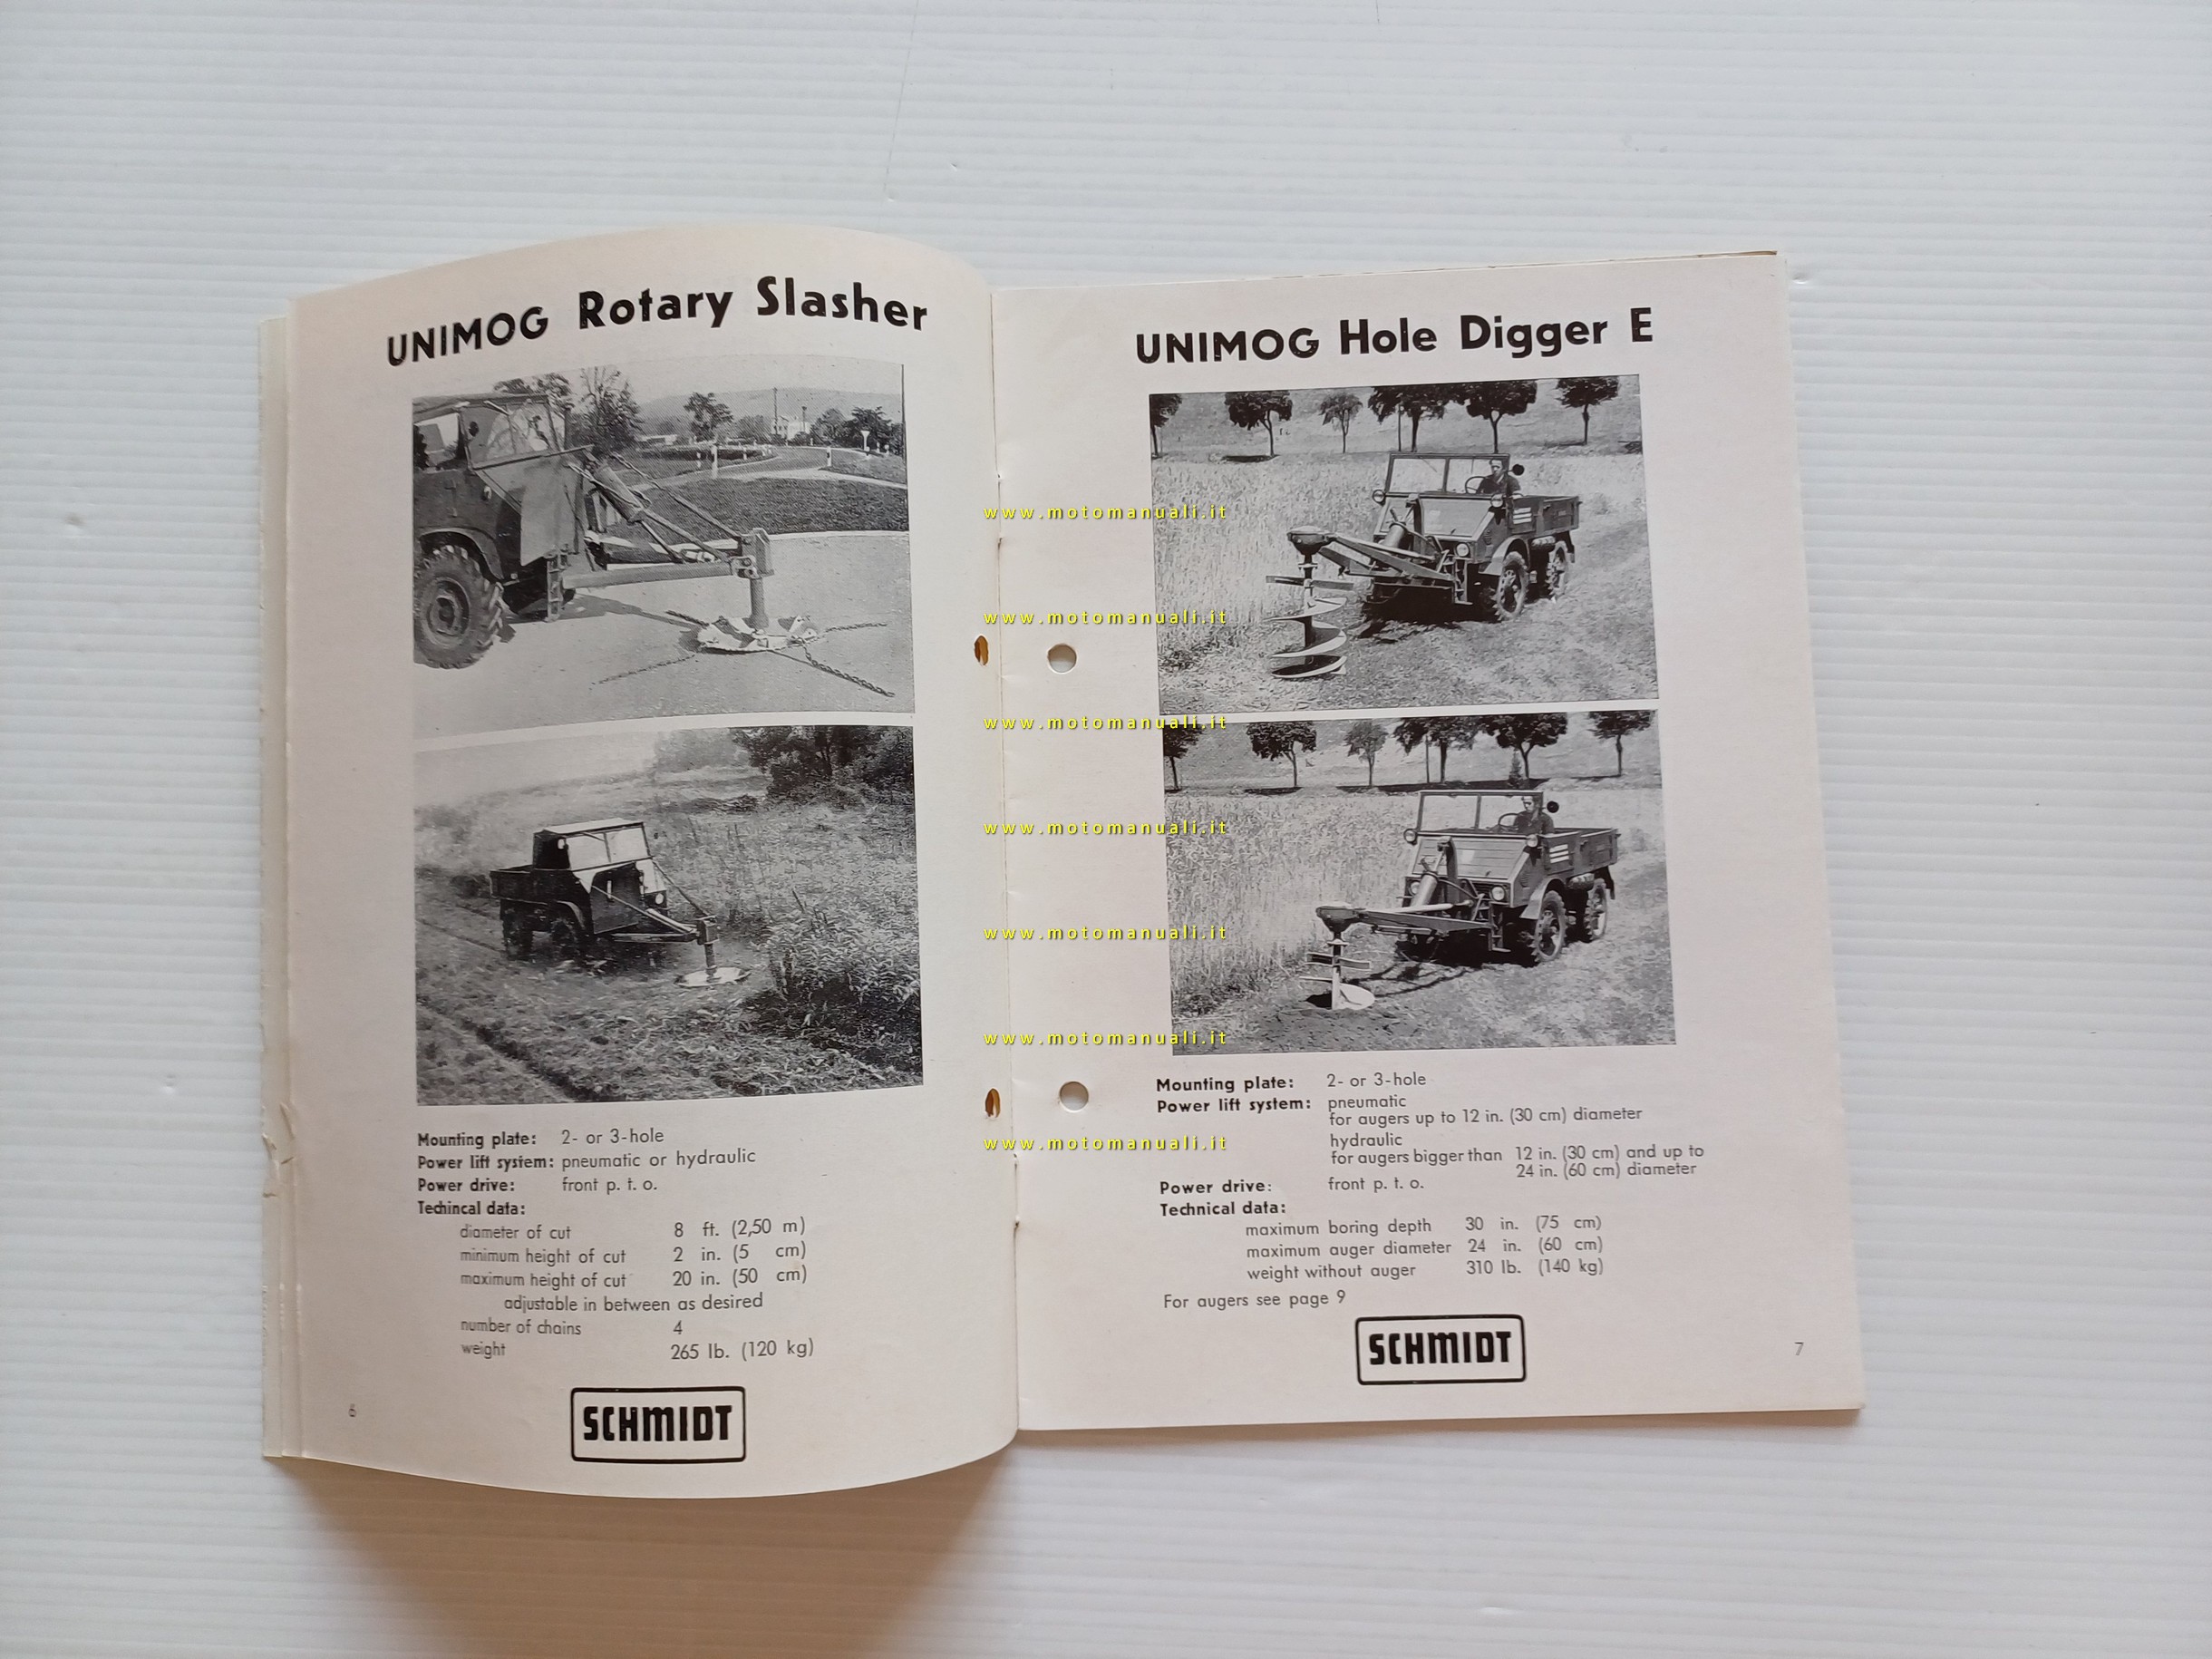 UNIMOG Rotary Slasher
Mounting plate: 2- or 3-hole
Power lift system: pneumatic or hydraulic
Power drive: front p. t. o.
Techincal data:
diameter of cut 8 ft. (2,50 m)
minimum height of cut 2 in. (5 cm)
maximum height of cut 20 in. (50 cm)
adjustable in between as desired
number of chains 4
weight 265 lb. (120 kg)
SCHMIDT
6
UNIMOG Hole Digger E
Mounting plate: 2- or 3-hole
Power lift system: pneumatic
for augers up to 12 in. (30 cm) diameter
hydraulic
for augers bigger than 12 in. (30 cm) and up to
24 in. (60 cm) diameter
Power drive: front p. t. o.
Technical data:
maximum boring depth 30 in. (75 cm)
maximum auger diameter 24 in. (60 cm)
weight without auger 310 lb. (140 kg)
For augers see page 9
SCHMIDT
7
www.motomanuali.it
www.motomanuali.it
www.motomanuali.it
www.motomanuali.it
www.motomanuali.it
www.motomanuali.it
www.motomanuali.it